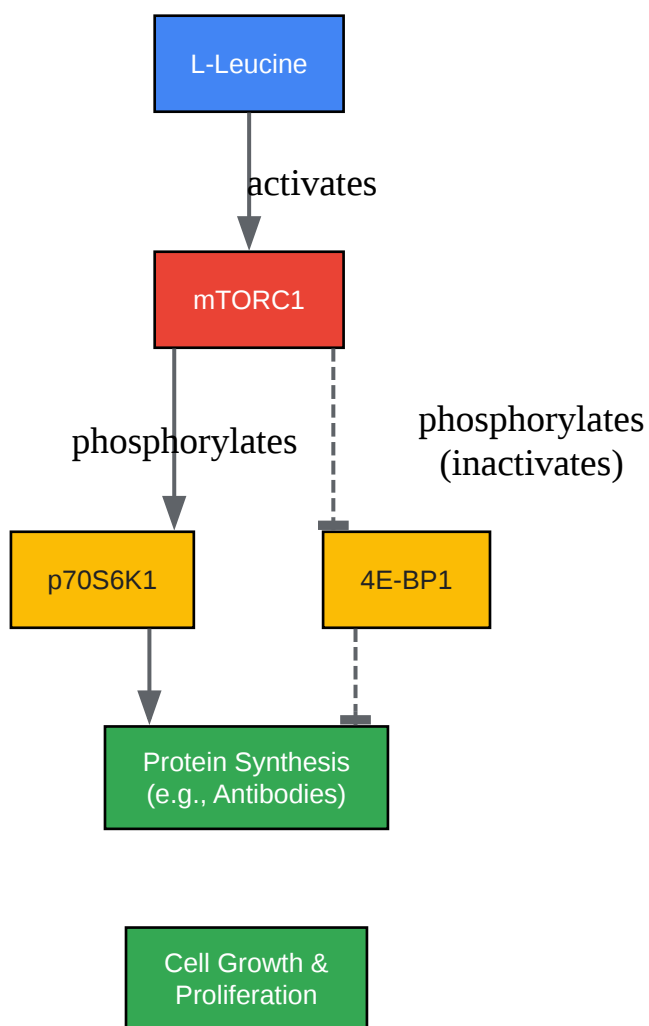 L-Leucine
activates
mTORC1
phosphorylates
phosphorylates
(inactivates)
p70S6K1
4E-BP1
Protein Synthesis
(e.g., Antibodies)
Cell Growth &
Proliferation